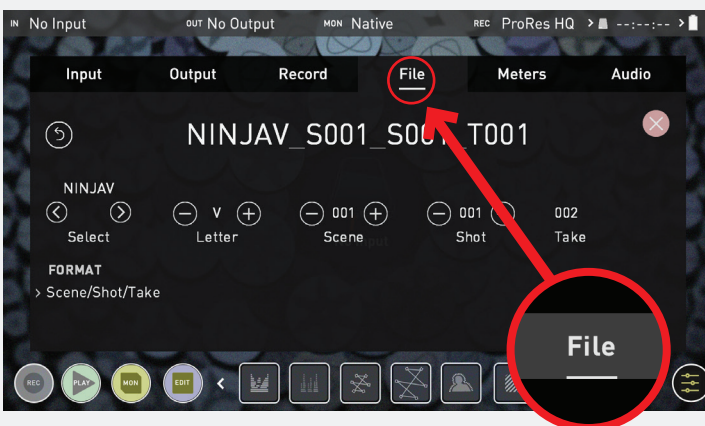 IN No Input OUT No Output MON Native REC ProRes HQ > --:--:-- >
Input Output Record File Meters Audio
NINJAV_S001_S001_T001
NINJAV
V 001 001 002
Select Letter Scene Shot Take
FORMAT
> Scene/Shot/Take
File
REC PLAY MON EDIT <